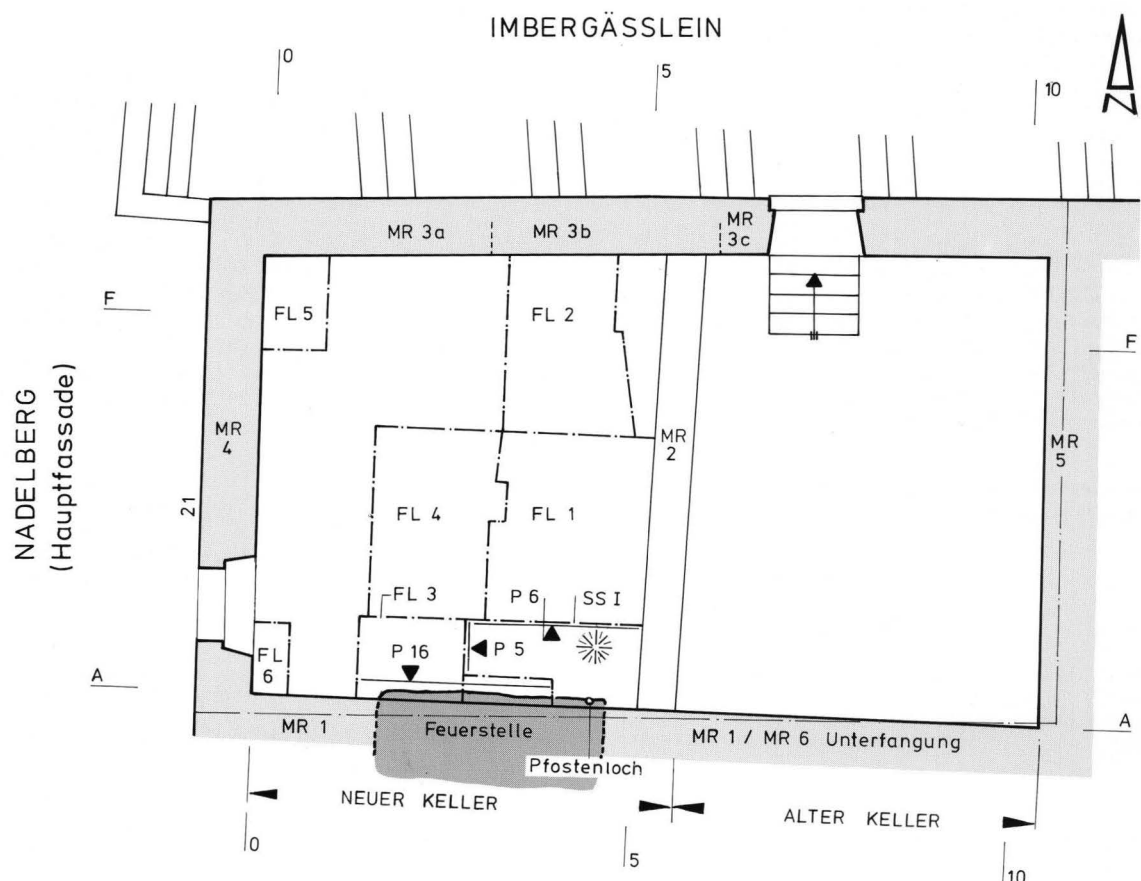 IMBERGÄSSLEIN
0
5
10
N
MR 3a
MR 3b
MR
3c
F
FL 5
FL 2
F
NADELBERG
(Hauptfassade)
MR
4
MR
2
MR
5
21
FL 4
FL 1
FL 3
P 6
SS I
FL
6
P 16
P 5
A
A
MR 1
Feuerstelle
MR 1 / MR 6 Unterfangung
Pfostenloch
NEUER KELLER
ALTER KELLER
0
5
10